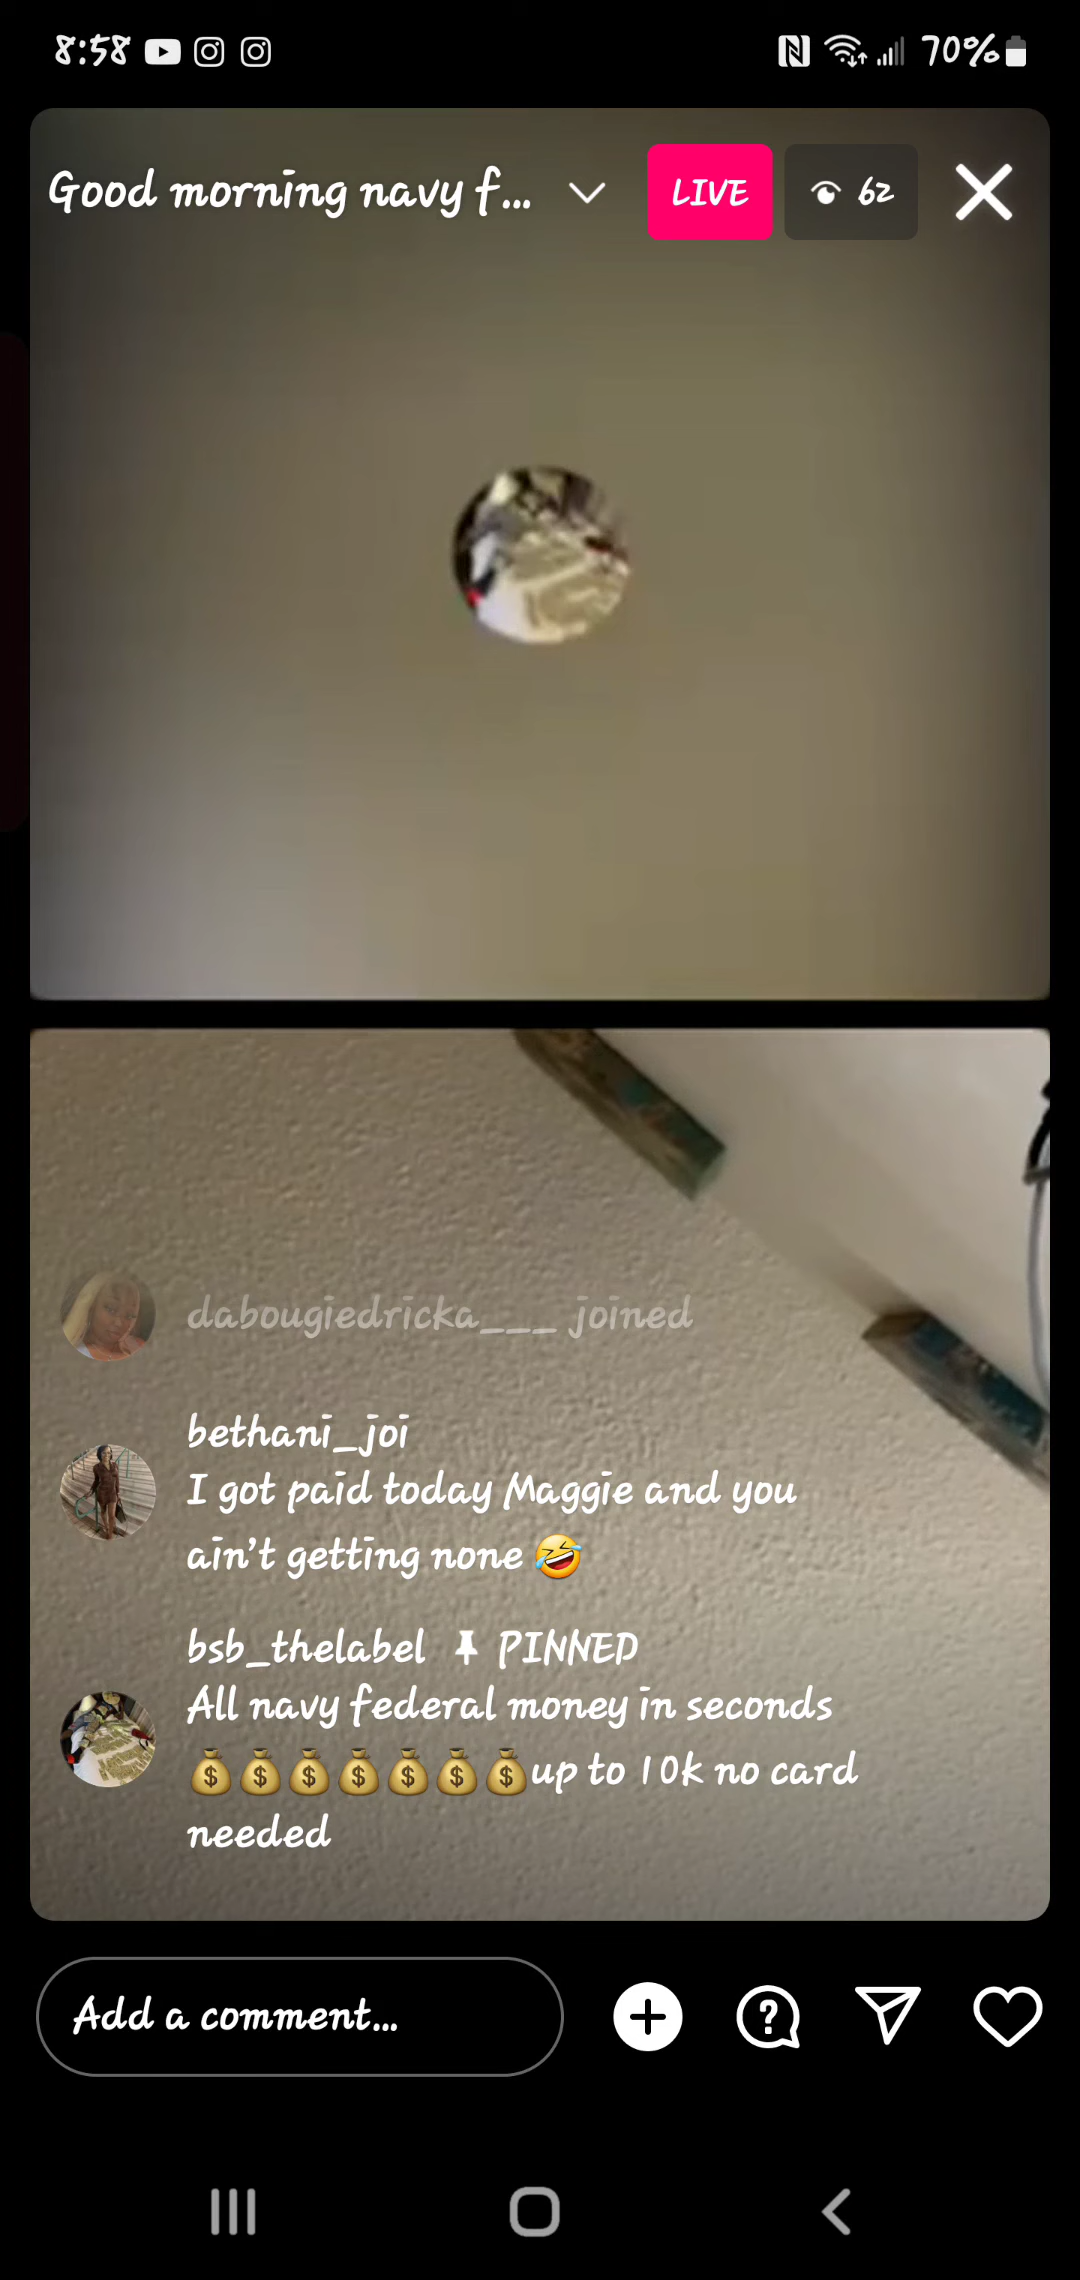 8:58
70%
Good morning navy f...
LIVE
62
dabougiedricka___ joined
bethani_joi
I got paid today Maggie and you
ain't getting none 🤣
bsb_thelabel PINNED
All navy federal money in seconds
💰💰💰💰💰💰💰up to 10k no card
needed
Add a comment...